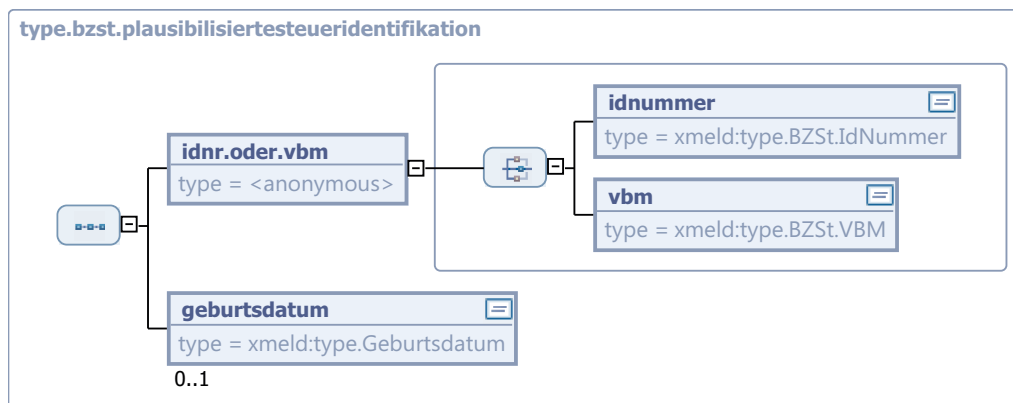 type.bzst.plausibilisiertesteueridentifikation
idnummer
type = xmeld:type.BZSt.IdNummer
idnr.oder.vbm
type = <anonymous>
vbm
type = xmeld:type.BZSt.VBM
geburtsdatum
type = xmeld:type.Geburtsdatum
0..1